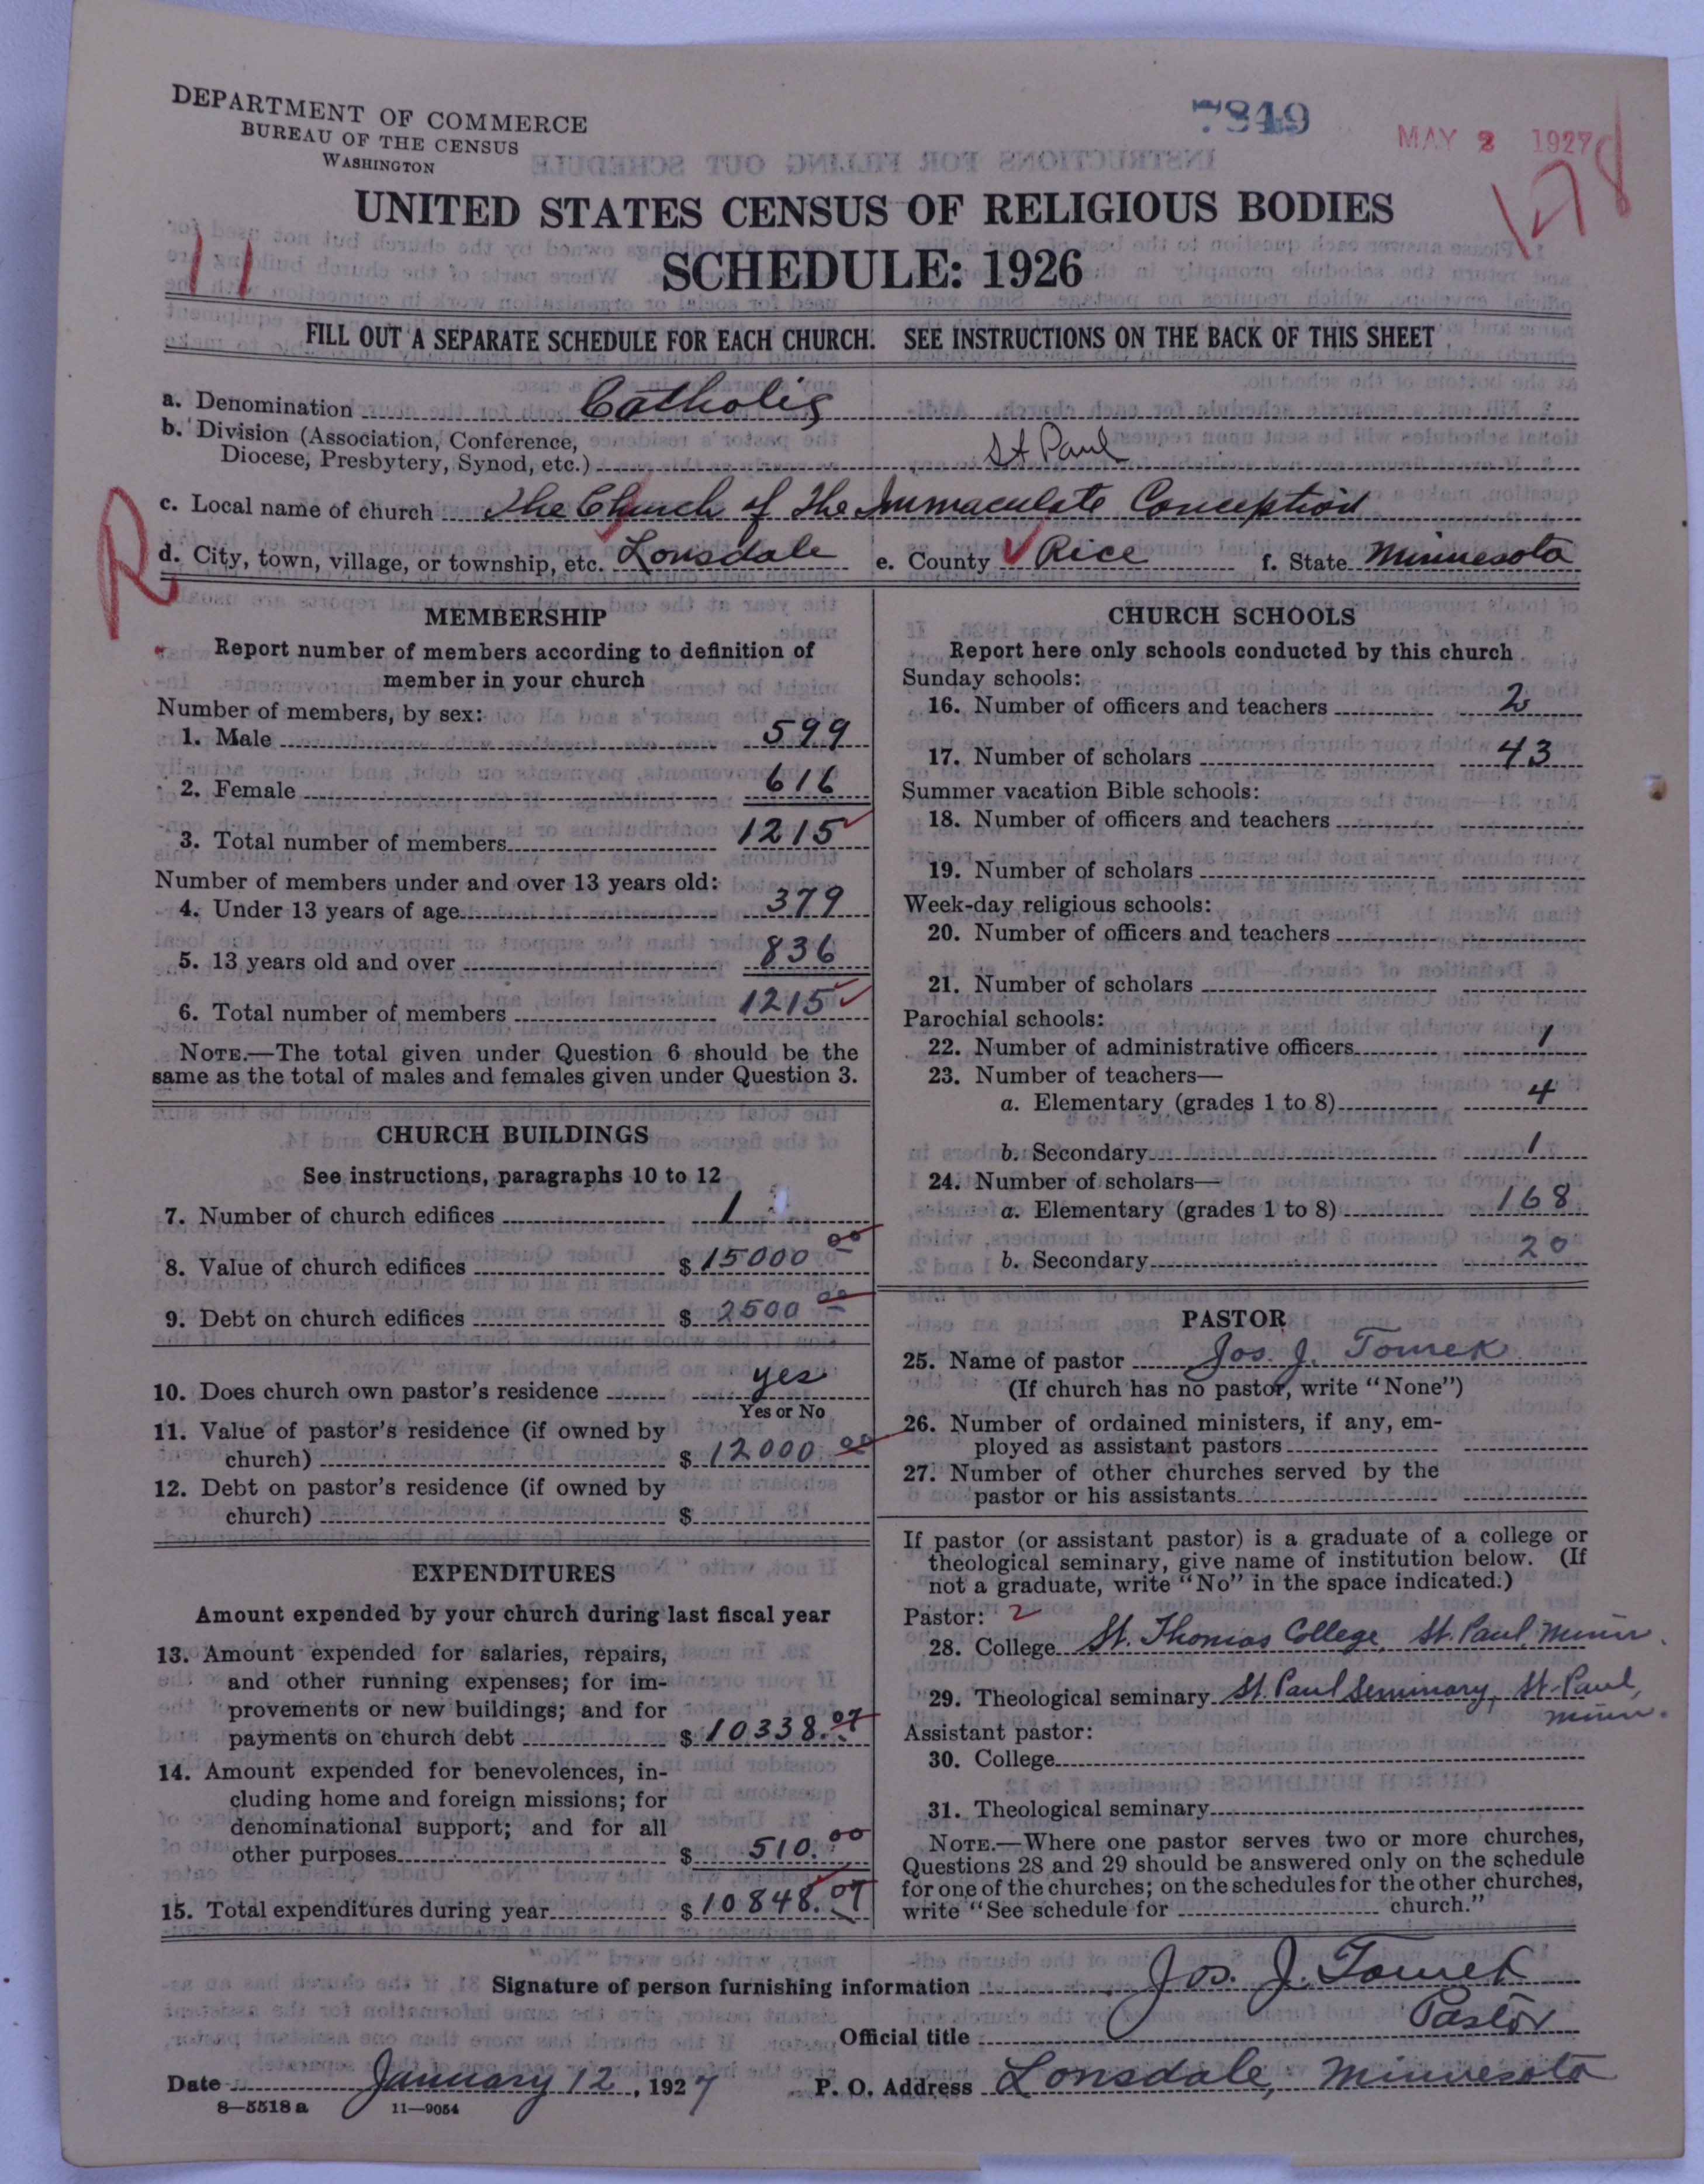 DEPARTMENT OF COMMERCE
BUREAU OF THE CENSUS
WASHINGTON
7849
MAY 2 1927
178
UNITED STATES CENSUS OF RELIGIOUS BODIES
11
SCHEDULE: 1926
FILL OUT A SEPARATE SCHEDULE FOR EACH CHURCH. SEE INSTRUCTIONS ON THE BACK OF THIS SHEET
a. Denomination Catholic
b. Division (Association, Conference,
Diocese, Presbytery, Synod, etc.) St Paul
R
c. Local name of church The Church of the Immaculate Conception
d. City, town, village, or township, etc. Lonsdale e. County Rice f. State Minnesota
MEMBERSHIP
Report number of members according to definition of
member in your church
Number of members, by sex:
1. Male 599
2. Female 616
3. Total number of members 1215
Number of members under and over 13 years old:
4. Under 13 years of age 379
5. 13 years old and over 836
6. Total number of members 1215
NOTE.—The total given under Question 6 should be the
same as the total of males and females given under Question 3.
CHURCH BUILDINGS
See instructions, paragraphs 10 to 12
7. Number of church edifices 1
8. Value of church edifices $ 15000 00
9. Debt on church edifices $ 2500 00
10. Does church own pastor's residence yes
Yes or No
11. Value of pastor's residence (if owned by
church) $ 12000 00
12. Debt on pastor's residence (if owned by
church) $
EXPENDITURES
Amount expended by your church during last fiscal year
13. Amount expended for salaries, repairs,
and other running expenses; for im-
provements or new buildings; and for
payments on church debt $ 10338.07
14. Amount expended for benevolences, in-
cluding home and foreign missions; for
denominational support; and for all
other purposes $ 510.00
15. Total expenditures during year $ 10848.07
CHURCH SCHOOLS
Report here only schools conducted by this church
Sunday schools:
16. Number of officers and teachers 2
17. Number of scholars 43
Summer vacation Bible schools:
18. Number of officers and teachers
19. Number of scholars
Week-day religious schools:
20. Number of officers and teachers
21. Number of scholars
Parochial schools:
22. Number of administrative officers 1
23. Number of teachers—
a. Elementary (grades 1 to 8) 4
b. Secondary 1
24. Number of scholars—
a. Elementary (grades 1 to 8) 168
b. Secondary 20
PASTOR
25. Name of pastor Jos. J. Tomek
(If church has no pastor, write "None")
26. Number of ordained ministers, if any, em-
ployed as assistant pastors
27. Number of other churches served by the
pastor or his assistants
If pastor (or assistant pastor) is a graduate of a college or
theological seminary, give name of institution below. (If
not a graduate, write "No" in the space indicated.)
Pastor: 2
28. College St. Thomas College, St. Paul, Minn.
29. Theological seminary St. Paul Seminary, St. Paul,
Minn.
Assistant pastor:
30. College
31. Theological seminary
NOTE.—Where one pastor serves two or more churches,
Questions 28 and 29 should be answered only on the schedule
for one of the churches; on the schedules for the other churches,
write "See schedule for church."
Signature of person furnishing information Jos. J. Tomek
Official title Pastor
Date January 12, 1927 P. O. Address Lonsdale, Minnesota
8—5518a 11—9054